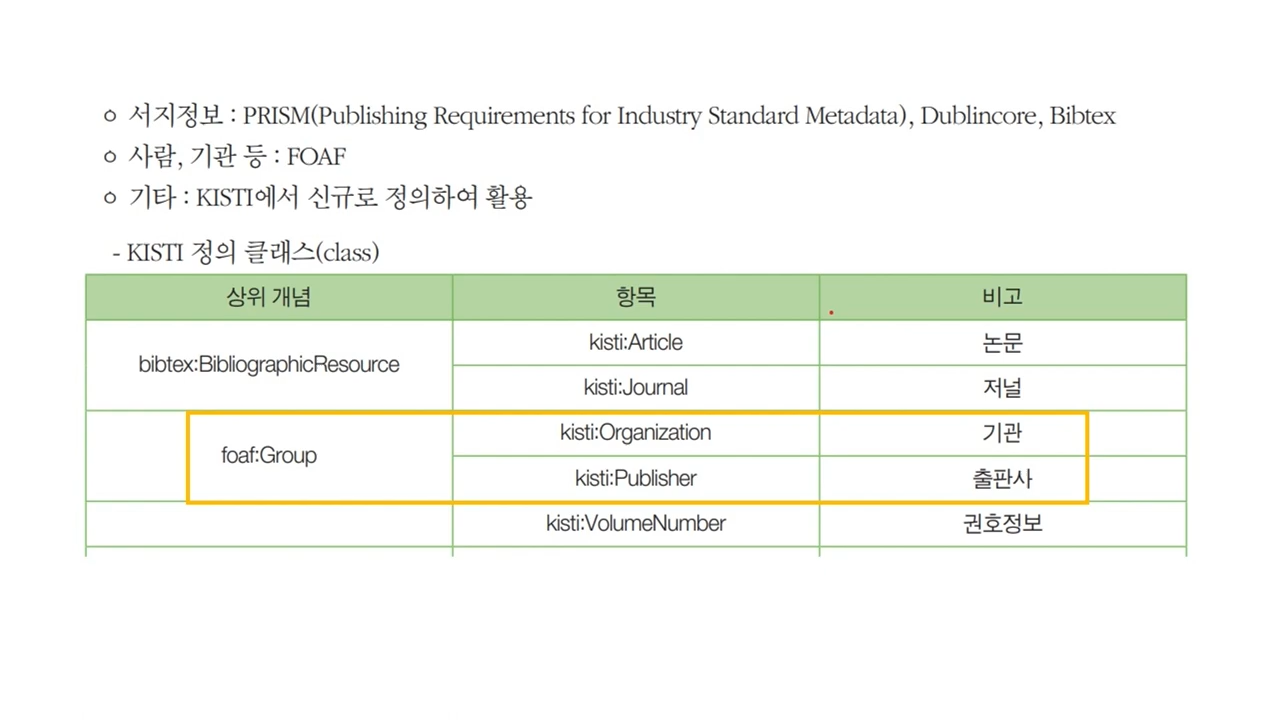 ○ 서지정보 : PRISM(Publishing Requirements for Industry Standard Metadata), Dublincore, Bibtex
○ 사람, 기관 등 : FOAF
○ 기타 : KISTI에서 신규로 정의하여 활용
- KISTI 정의 클래스(class)
상위 개념 항목 비고
bibtex:BibliographicResource kisti:Article 논문
kisti:Journal 저널
foaf:Group kisti:Organization 기관
kisti:Publisher 출판사
kisti:VolumeNumber 권호정보